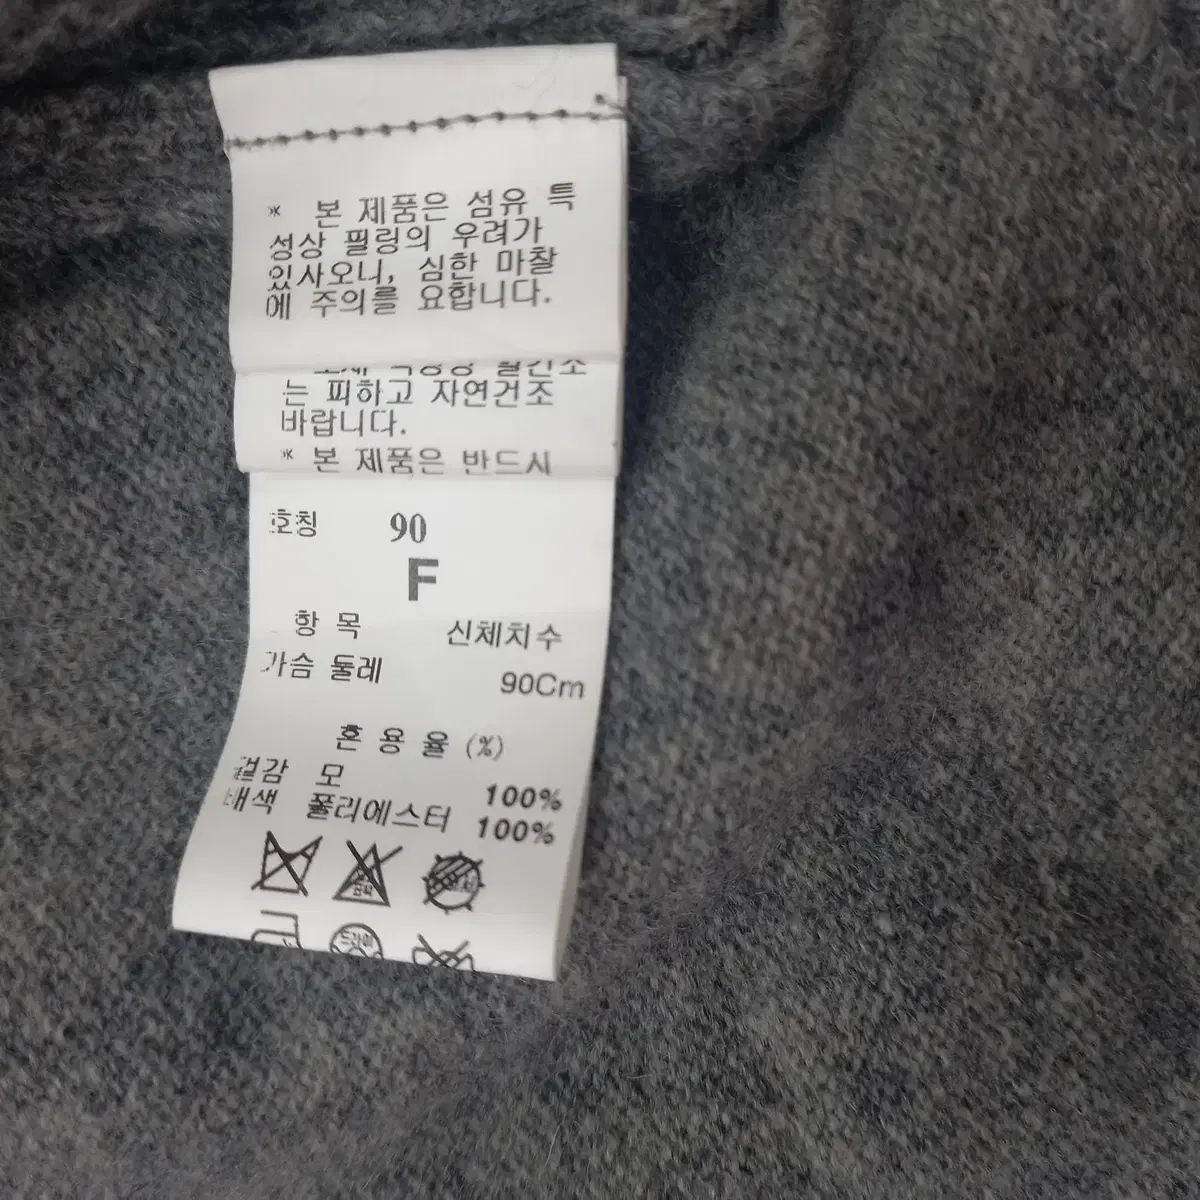 * 본 제품은 섬유 특
성상 필링의 우려가
있사오니, 심한 마찰
에 주의를 요합니다.
는 피하고 자연건조
바랍니다.
* 본 제품은 반드시
호칭 90
F
항 목 신체치수
가슴 둘레 90Cm
혼 용 율 (%)
겉감 모 100%
배색 폴리에스터 100%